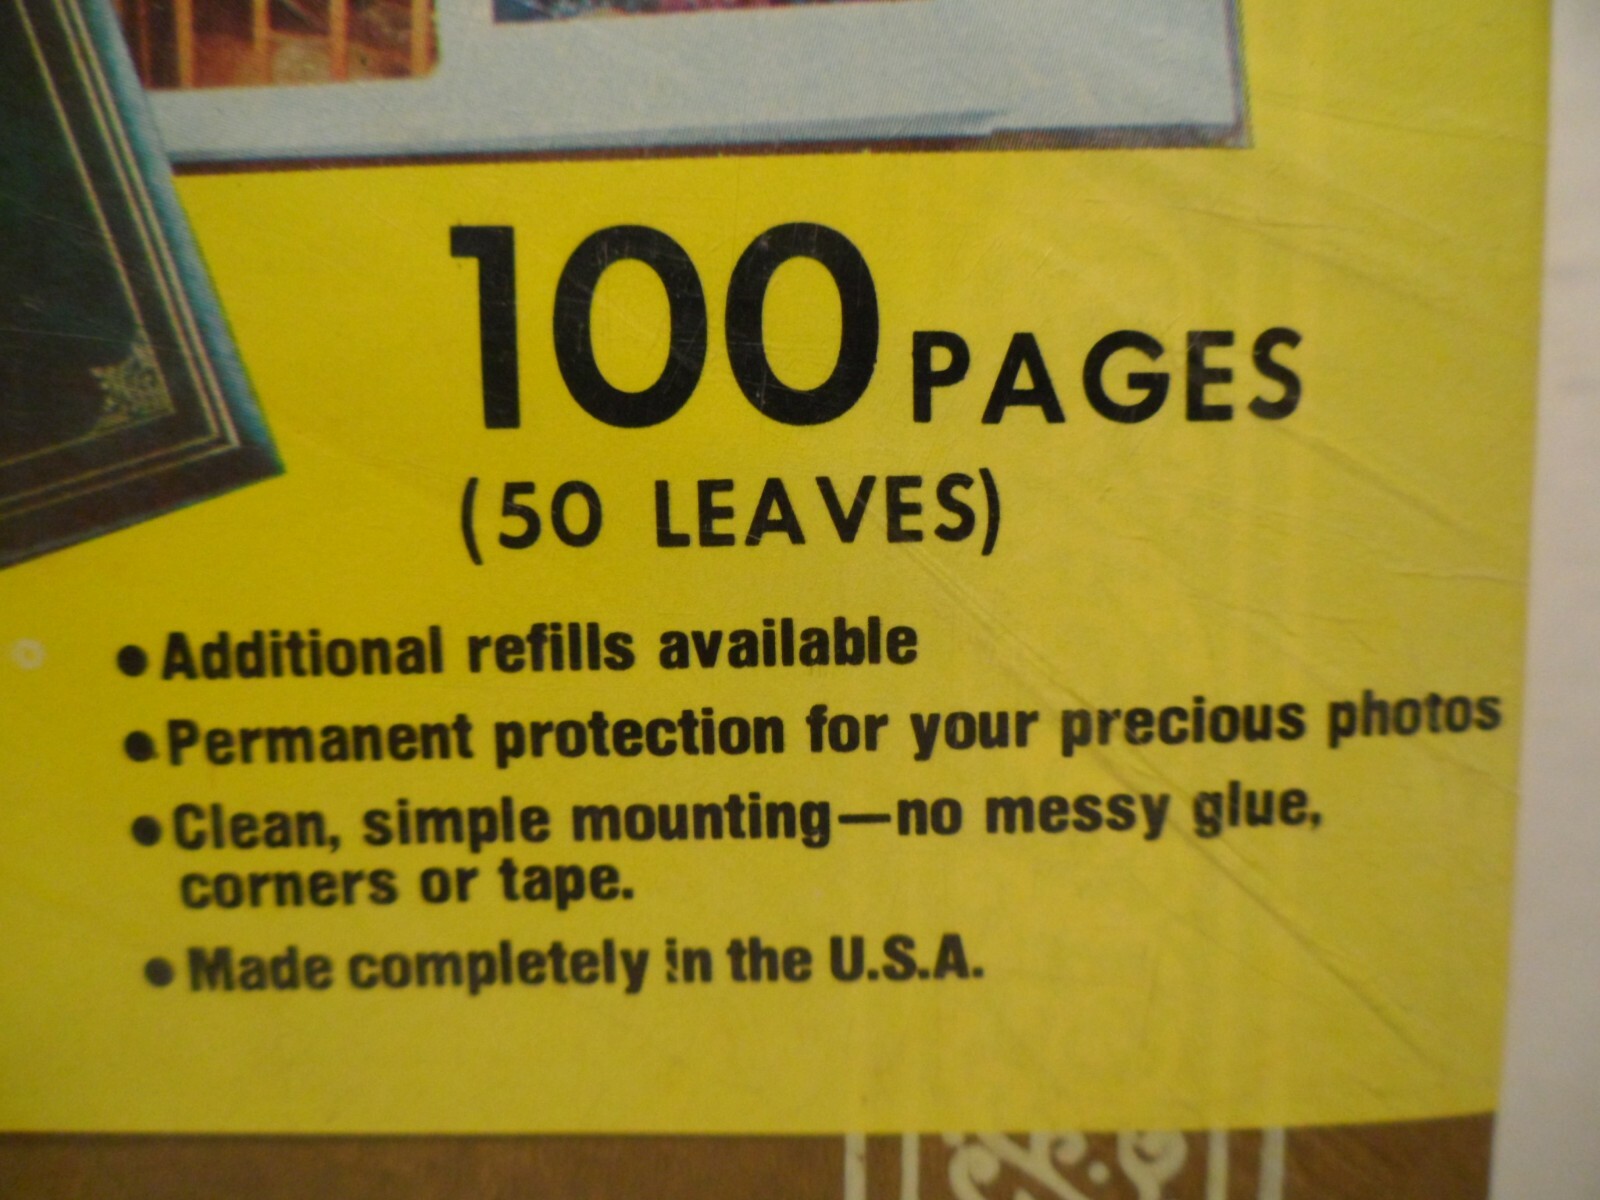 100 PAGES
(50 LEAVES)
• Additional refills available
• Permanent protection for your precious photos
• Clean, simple mounting—no messy glue,
corners or tape.
• Made completely in the U.S.A.